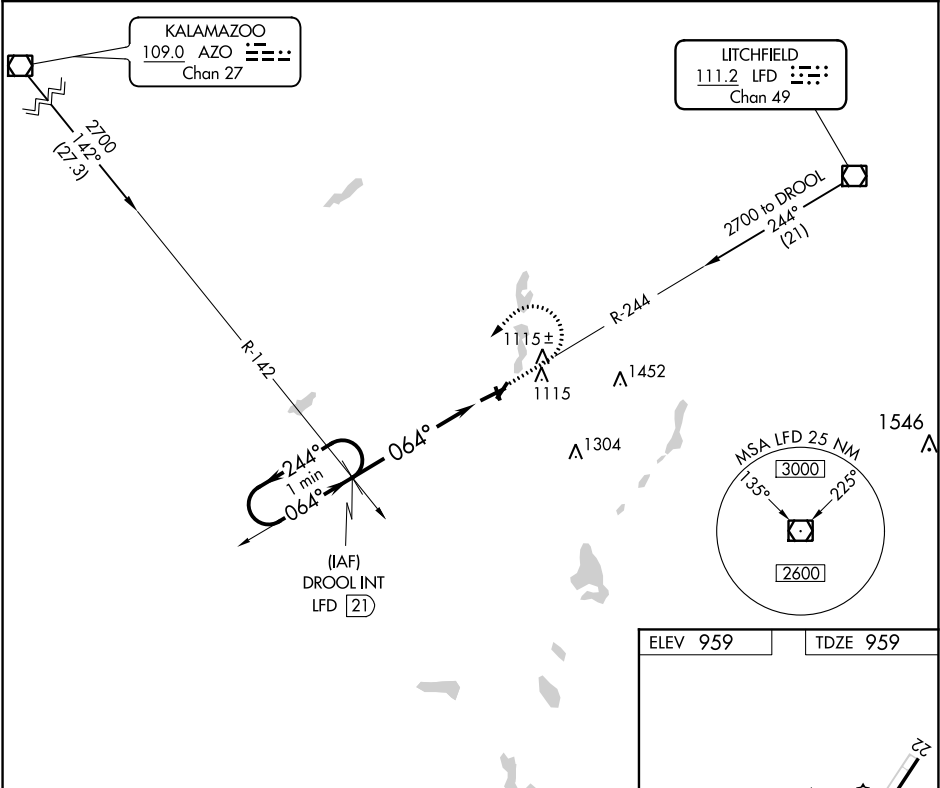 KALAMAZOO
109.0 AZO
Chan 27
LITCHFIELD
111.2 LFD
Chan 49
2700
142°
(27.3)
2700 to DROOL
244°
(21)
R-244
R-142
1115±
1115
1452
1304
1546
064°
244°
1 min
064°
(IAF)
DROOL INT
LFD 21
MSA LFD 25 NM
3000
135°
225°
2600
ELEV 959
TDZE 959
22